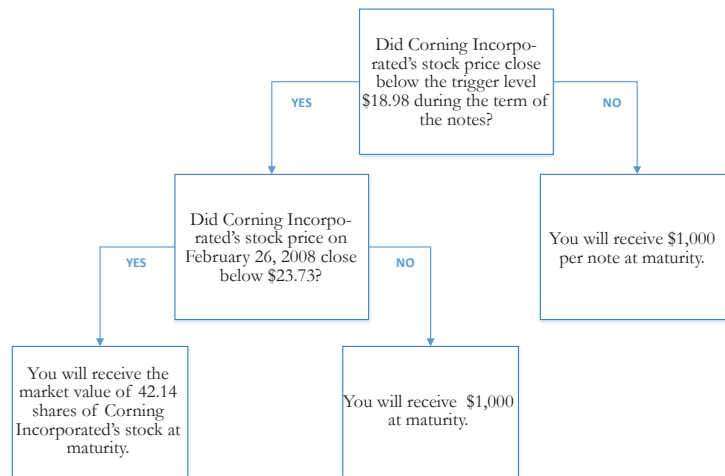 Did Corning Incorpo-
rated's stock price close
below the trigger level
$18.98 during the term of
the notes?
YES
NO
Did Corning Incorpo-
rated's stock price on
February 26, 2008 close
below $23.73?
You will receive $1,000
per note at maturity.
YES
NO
You will receive the
market value of 42.14
shares of Corning
Incorporated's stock at
maturity.
You will receive $1,000
at maturity.